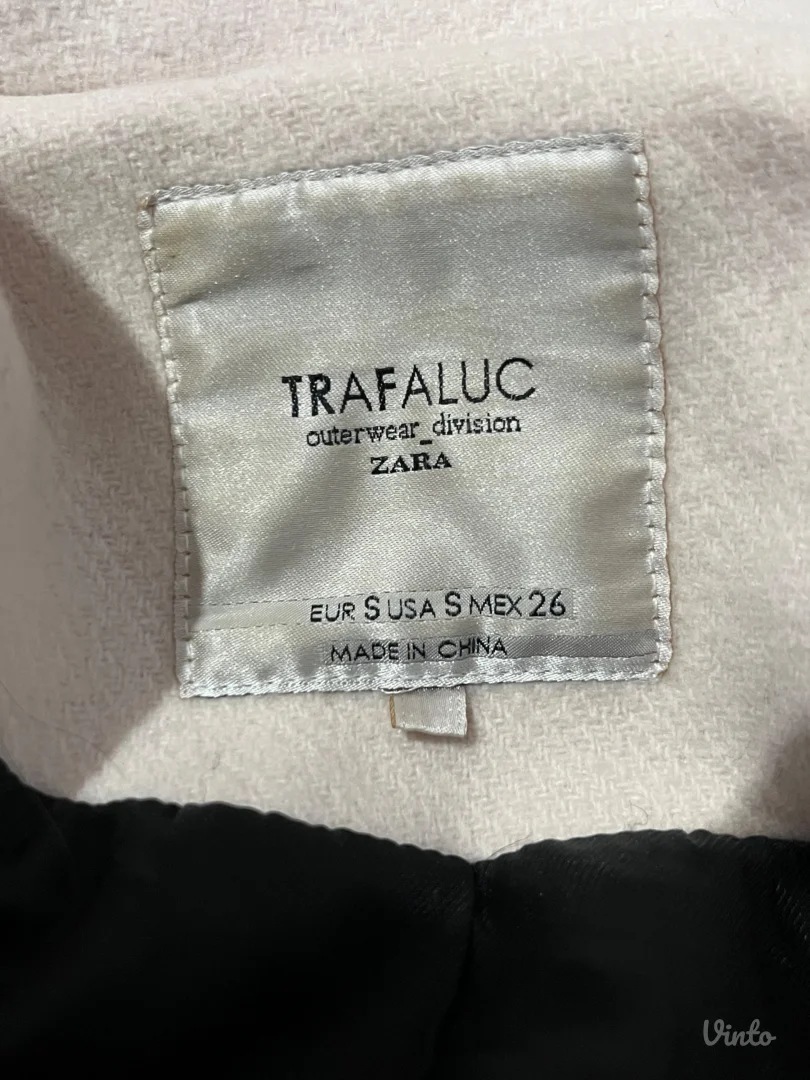 TRAFALUC
outerwear_division
ZARA
EUR S USA S MEX 26
MADE IN CHINA
Vinto